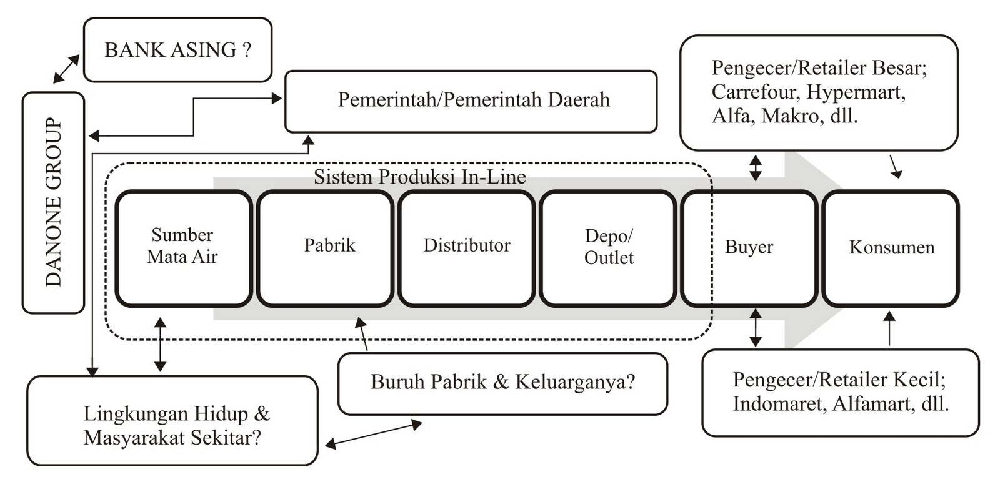 BANK ASING ?
Pemerintah/Pemerintah Daerah
Pengecer/Retailer Besar;
Carrefour, Hypermart,
Alfa, Makro, dll.
DANONE GROUP
Sistem Produksi In-Line
Sumber
Mata Air
Pabrik
Distributor
Depo/
Outlet
Buyer
Konsumen
Buruh Pabrik & Keluarganya?
Pengecer/Retailer Kecil;
Indomaret, Alfamart, dll.
Lingkungan Hidup &
Masyarakat Sekitar?